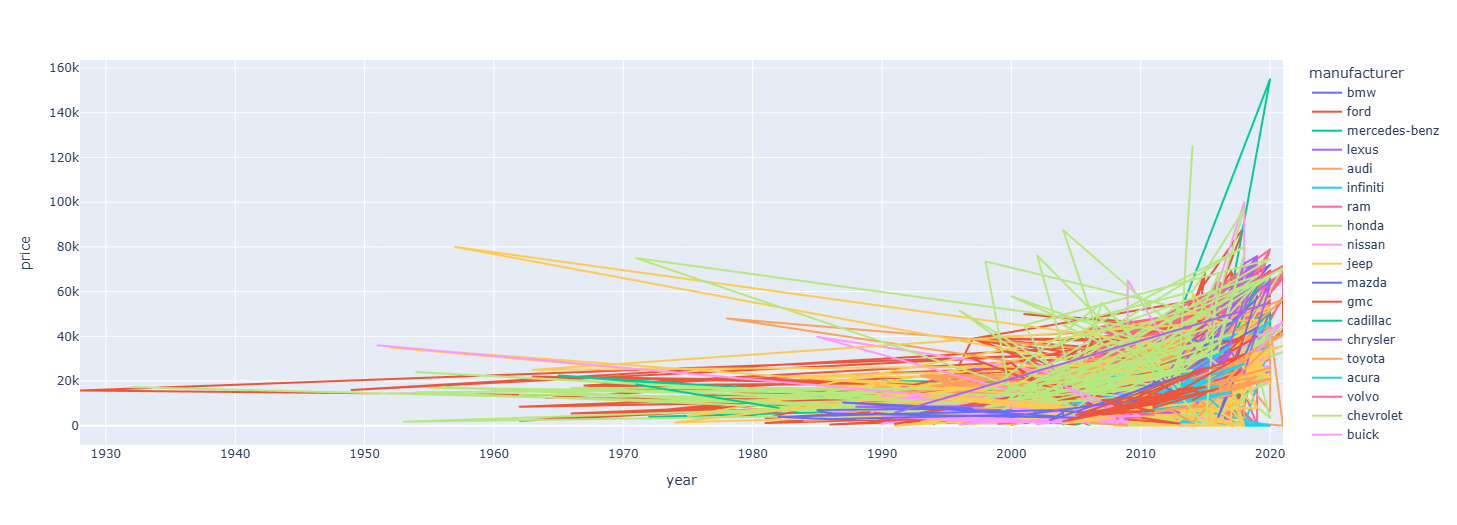 160k
140k
120k
100k
80k
60k
40k
20k
0
price
1930
1940
1950
1960
1970
1980
1990
2000
2010
2020
year
manufacturer
bmw
ford
mercedes-benz
lexus
audi
infiniti
ram
honda
nissan
jeep
mazda
gmc
cadillac
chrysler
toyota
acura
volvo
chevrolet
buick